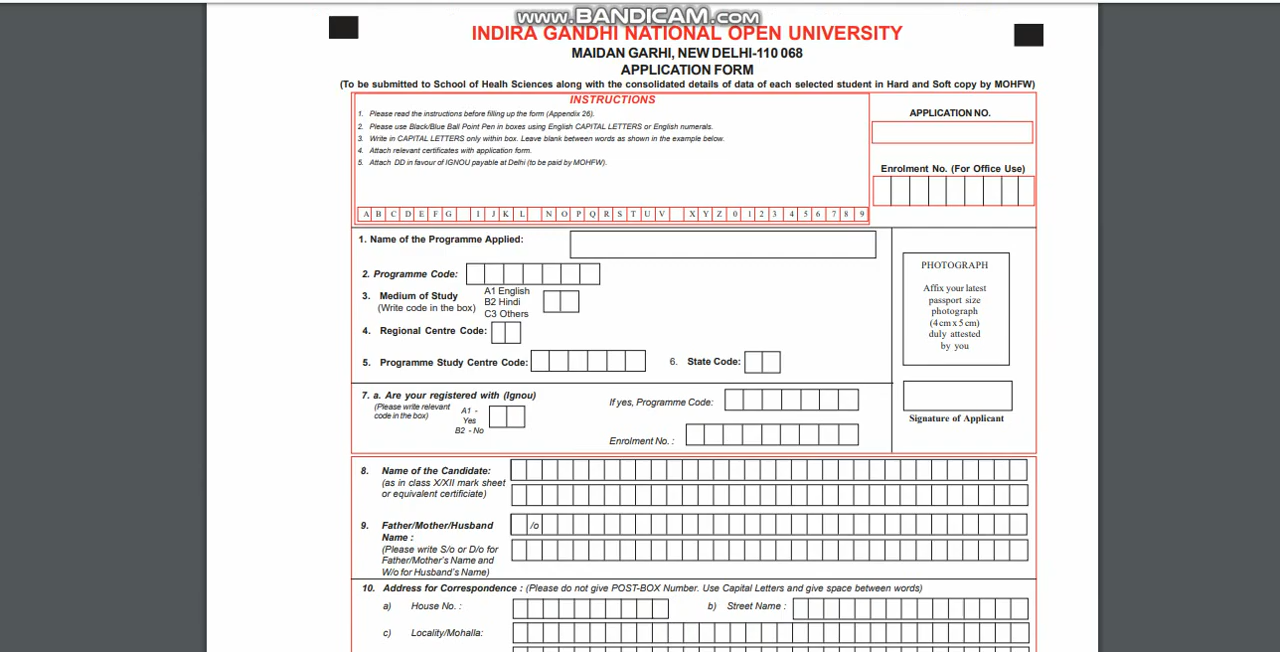 www.BANDICAM.com
INDIRA GANDHI NATIONAL OPEN UNIVERSITY
MAIDAN GARHI, NEW DELHI-110 068
APPLICATION FORM
(To be submitted to School of Healh Sciences along with the consolidated details of data of each selected student in Hard and Soft copy by MOHFW)
INSTRUCTIONS
1. Please read the instructions before filling up the form (Appendix 26).
2. Please use Black/Blue Ball Point Pen in boxes using English CAPITAL LETTERS or English numerals.
3. Write in CAPITAL LETTERS only within box. Leave blank between words as shown in the example below.
4. Attach relevant certificates with application form.
5. Attach DD in favour of IGNOU payable at Delhi (to be paid by MOHFW).
A B C D E F G I J K L N O P Q R S T U V X Y Z 0 1 2 3 4 5 6 7 8 9
APPLICATION NO.
Enrolment No. (For Office Use)
1. Name of the Programme Applied:
2. Programme Code:
3. Medium of Study
(Write code in the box)
A1 English
B2 Hindi
C3 Others
4. Regional Centre Code:
5. Programme Study Centre Code:
6. State Code:
PHOTOGRAPH
Affix your latest
passport size
photograph
(4 cm x 5 cm)
duly attested
by you
Signature of Applicant
7. a. Are your registered with (Ignou)
(Please write relevant
code in the box)
A1 -
Yes
B2 - No
If yes, Programme Code:
Enrolment No. :
8. Name of the Candidate:
(as in class X/XII mark sheet
or equivalent certificiate)
9. Father/Mother/Husband
Name :
(Please write S/o or D/o for
Father/Mother's Name and
W/o for Husband's Name)
/o
10. Address for Correspondence : (Please do not give POST-BOX Number. Use Capital Letters and give space between words)
a) House No. :
b) Street Name :
c) Locality/Mohalla: